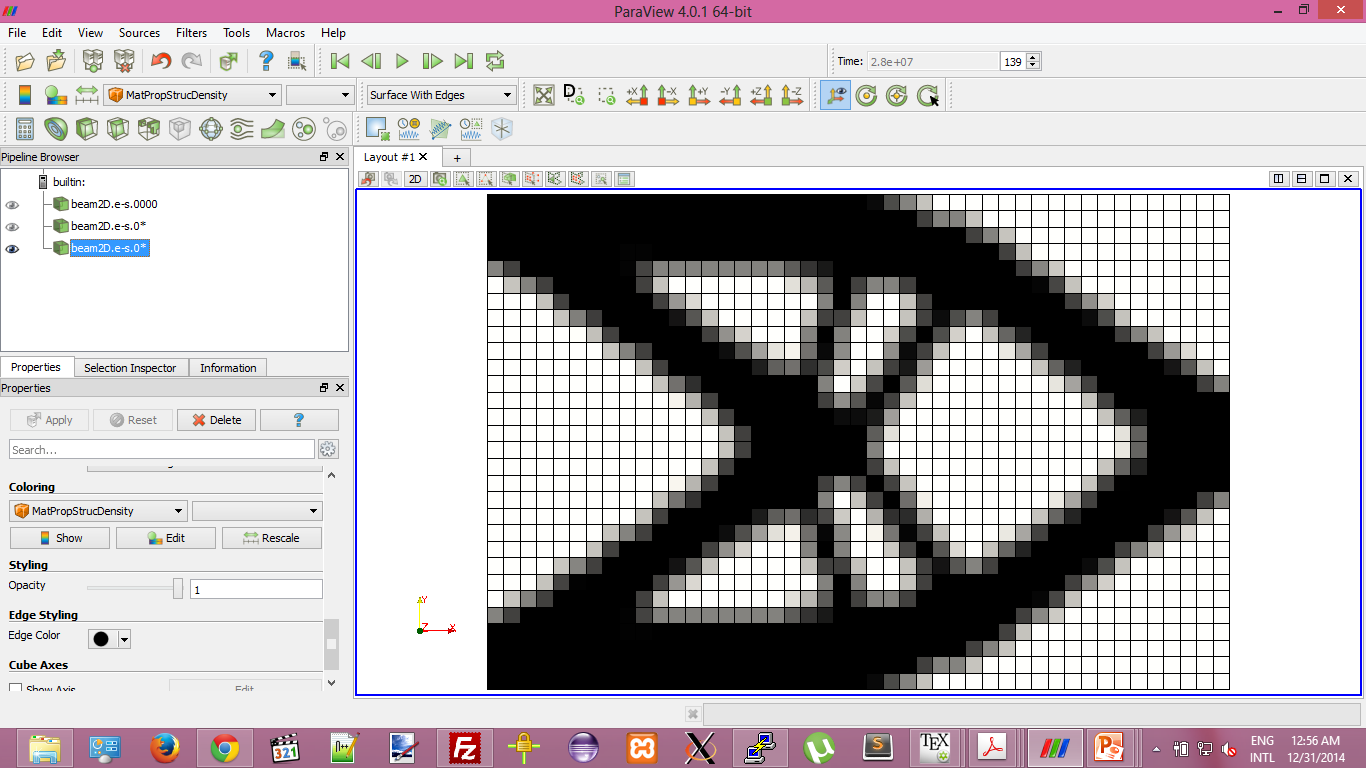 ParaView 4.0.1 64-bit
File Edit View Sources Filters Tools Macros Help
Time: 2.8e+07 139
MatPropStrucDensity Surface With Edges D +X -X +Y -Y +Z -Z
Pipeline Browser
Layout #1 +
2D
builtin:
beam2D.e-s.0000
beam2D.e-s.0*
beam2D.e-s.0*
Properties Selection Inspector Information
Properties
Apply Reset Delete ?
Search...
Coloring
MatPropStrucDensity
Show Edit Rescale
Styling
Opacity 1
Edge Styling
Edge Color
Cube Axes
Show Axis Edit
Y
Z X
321 Fz TEX S P
ENG 12:56 AM
INTL 12/31/2014